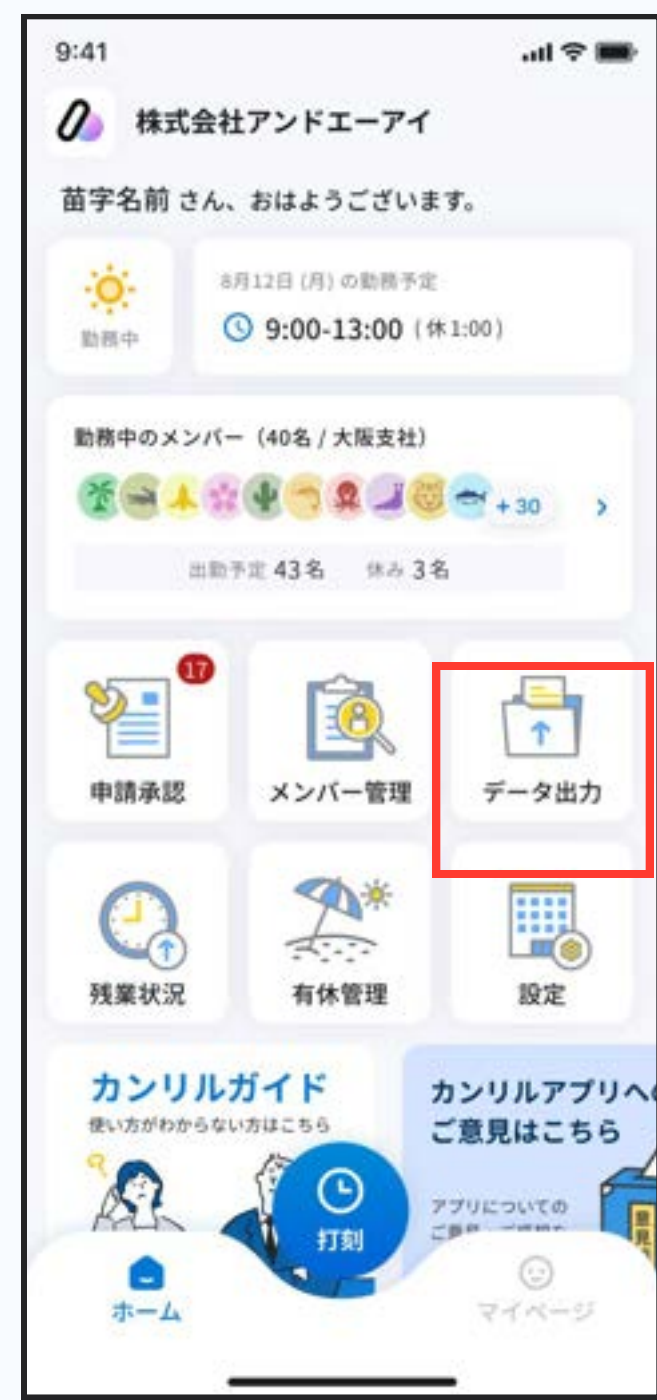 9:41
株式会社アンドエーアイ
苗字名前 さん、おはようございます。
勤務中
8月12日 (月) の勤務予定
9:00-13:00 (休1:00)
勤務中のメンバー（40名 / 大阪支社）
+30
出勤予定 43名 休み 3名
17
申請承認
メンバー管理
データ出力
残業状況
有休管理
設定
カンリルガイド
使い方がわからない方はこちら
カンリルアプリへの
ご意見はこちら
アプリについての
打刻
ホーム
マイページ